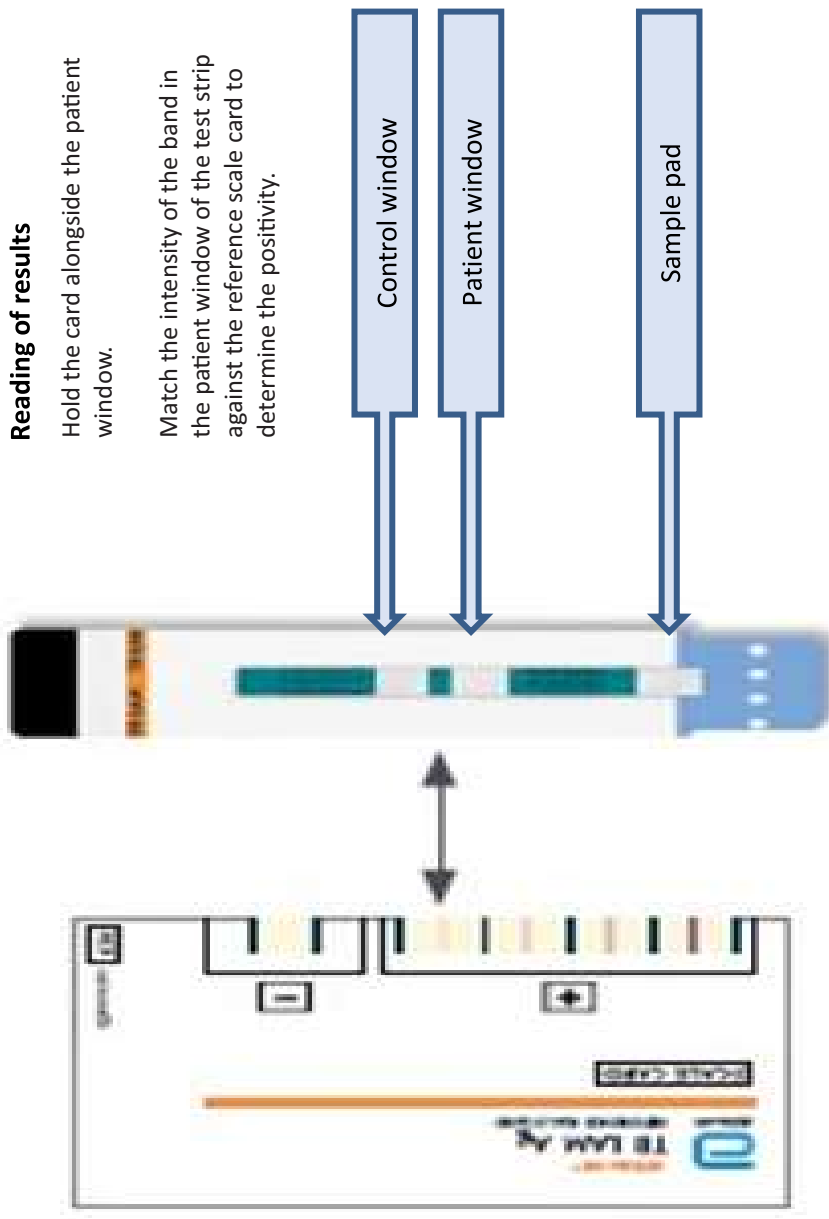 Reading of results
Hold the card alongside the patient
window.
Match the intensity of the band in
the patient window of the test strip
against the reference scale card to
determine the positivity.
Control window
Patient window
Sample pad
TB LAM Ag
+
-